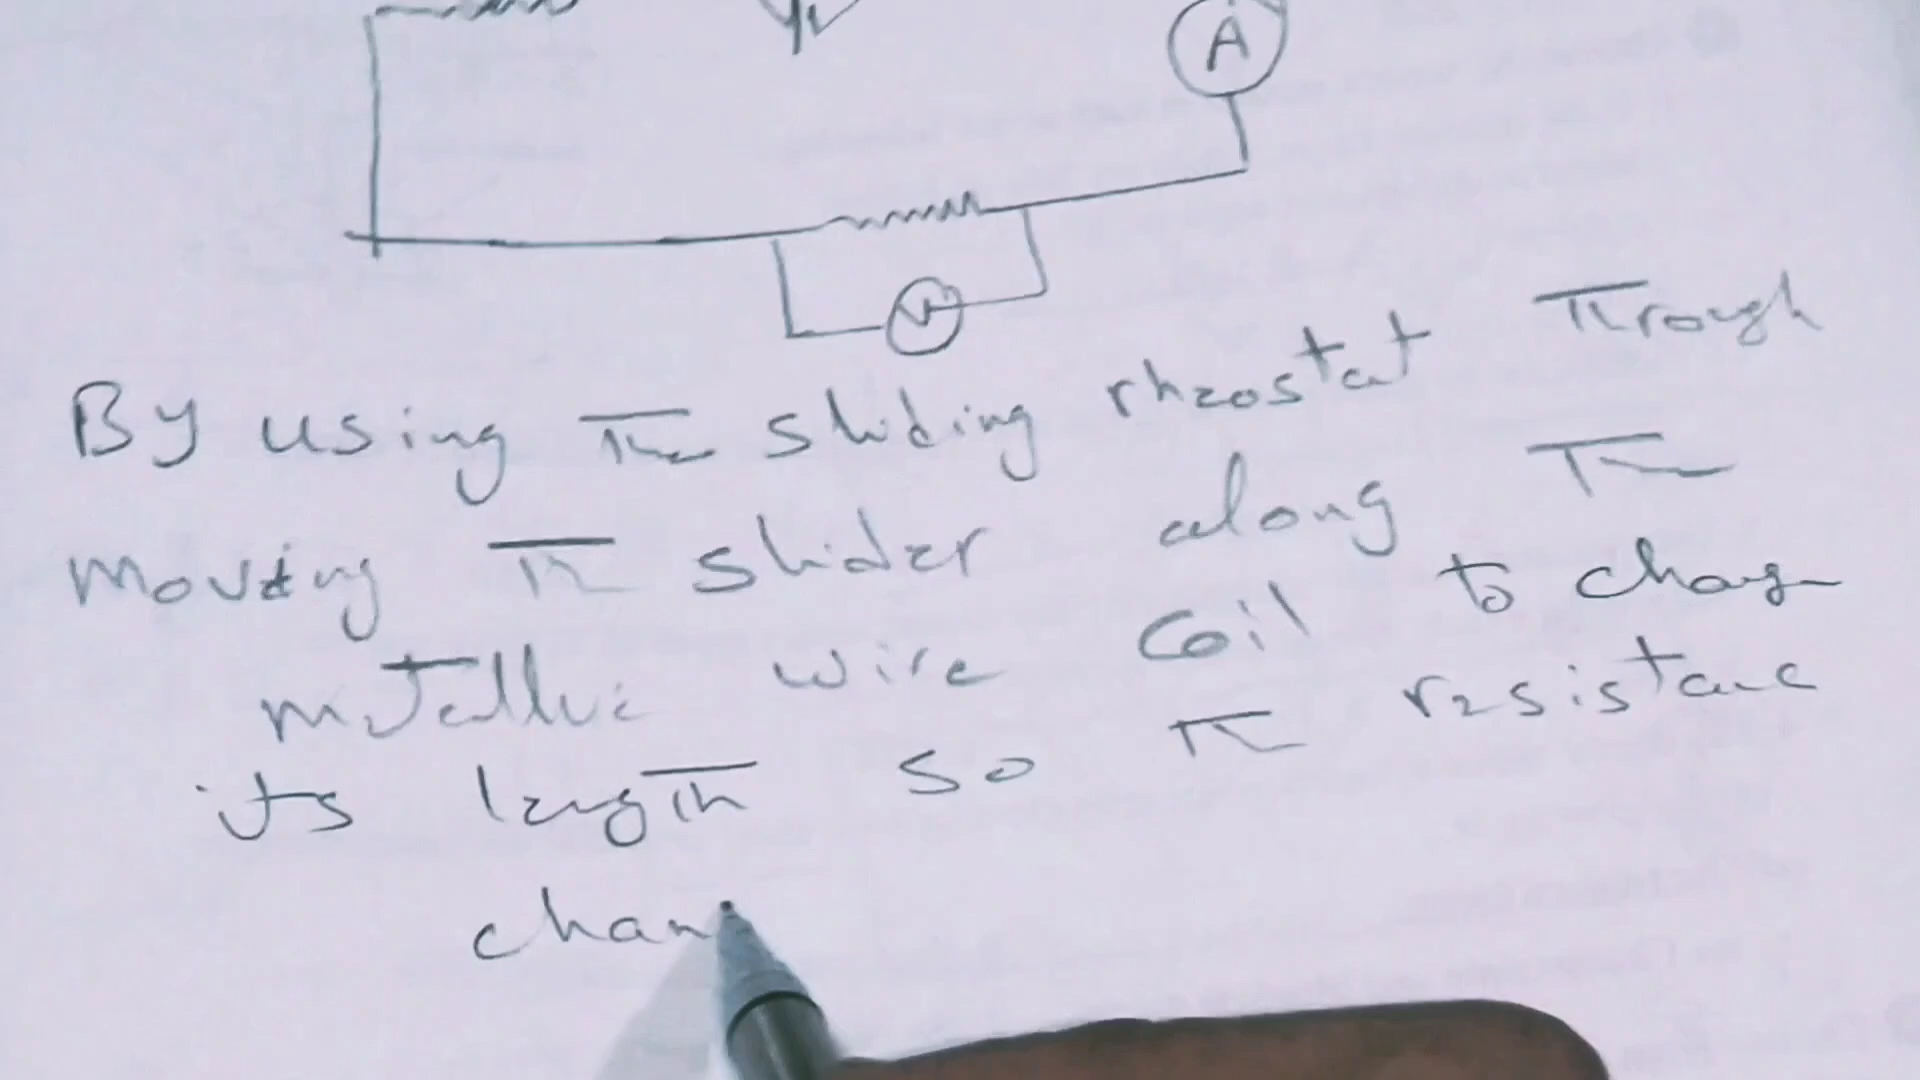 A
V
By using The sliding rheostat Through
moving The slider along The
metallic wire coil to change
its length so The resistance
chan